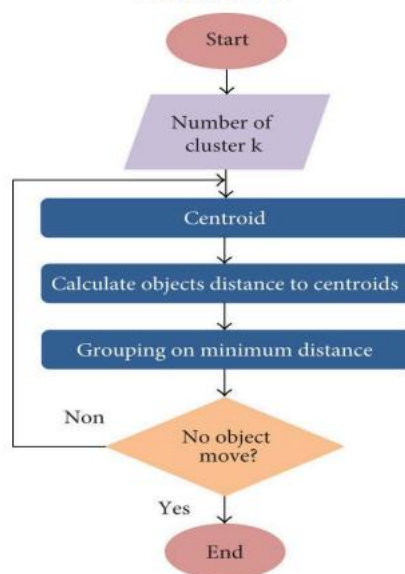 Start
Number of
cluster k
Centroid
Calculate objects distance to centroids
Grouping on minimum distance
Non
No object
move?
Yes
End